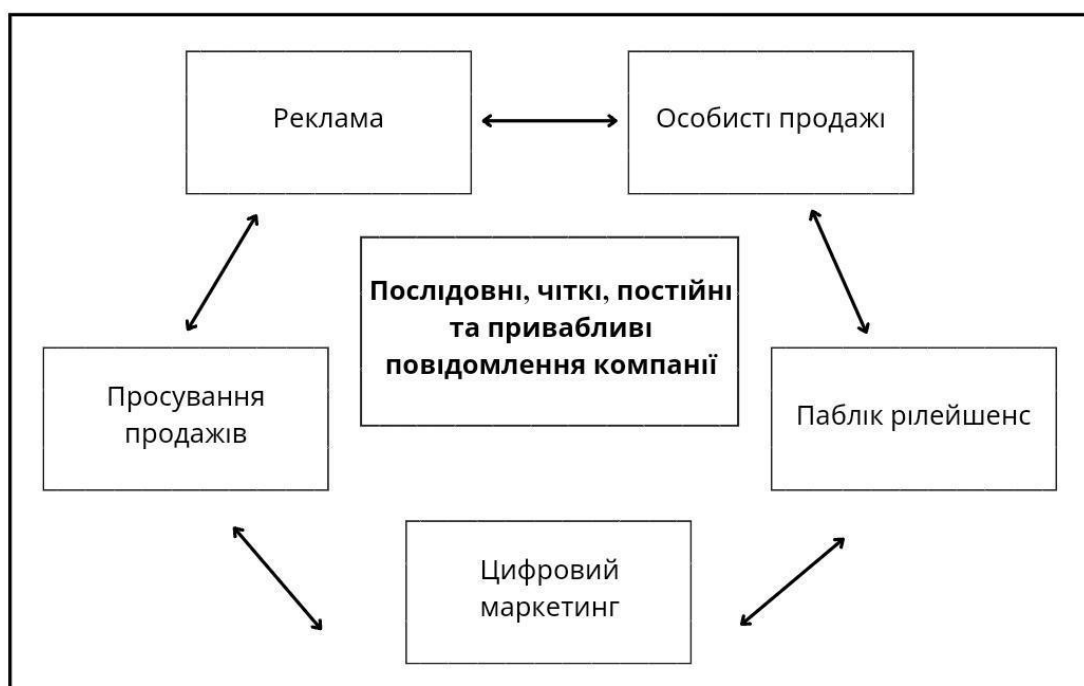 Реклама
Особисті продажі
Послідовні, чіткі, постійні
та привабливі
повідомлення компанії
Просування
продажів
Паблік рілейшенс
Цифровий
маркетинг